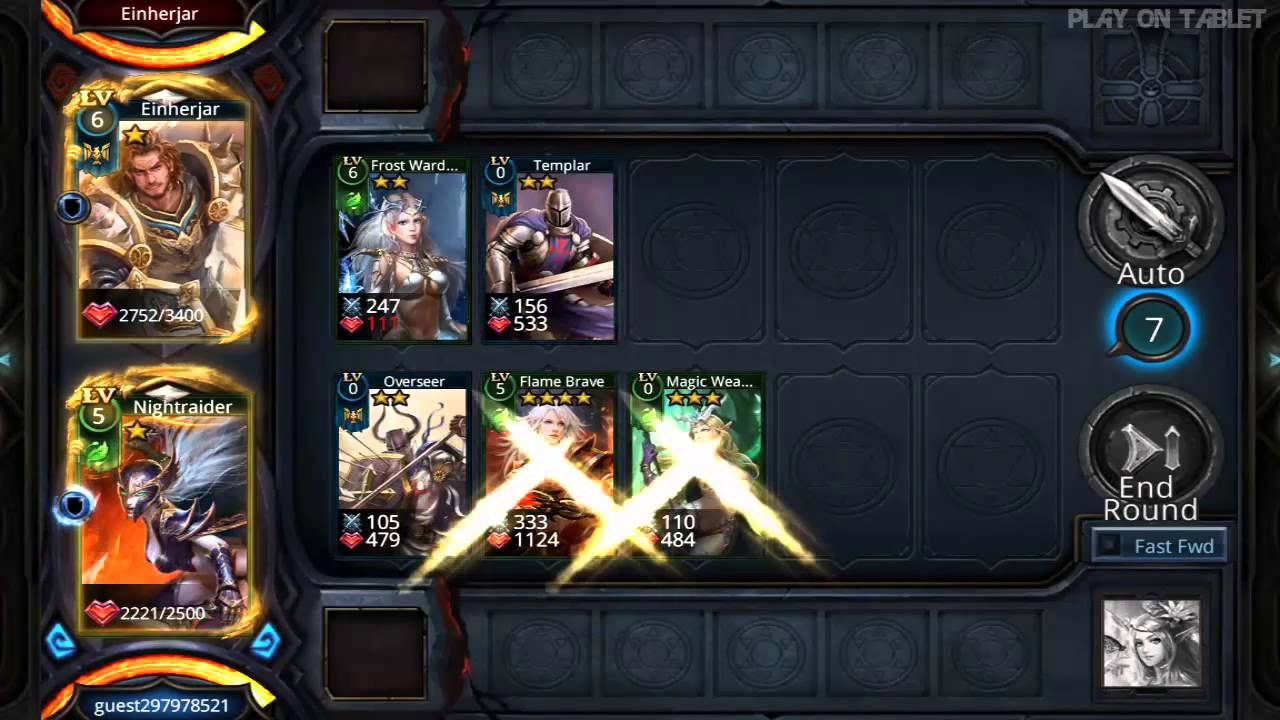 Einherjar
PLAY ON TABLET
LV
6
Einherjar
2752/3400
LV
6
Frost Ward...
247
111
LV
0
Templar
156
533
Auto
7
LV
5
Nightraider
2221/2500
LV
0
Overseer
105
479
LV
5
Flame Brave
333
1124
LV
0
Magic Wea...
110
484
End
Round
Fast Fwd
guest297978521